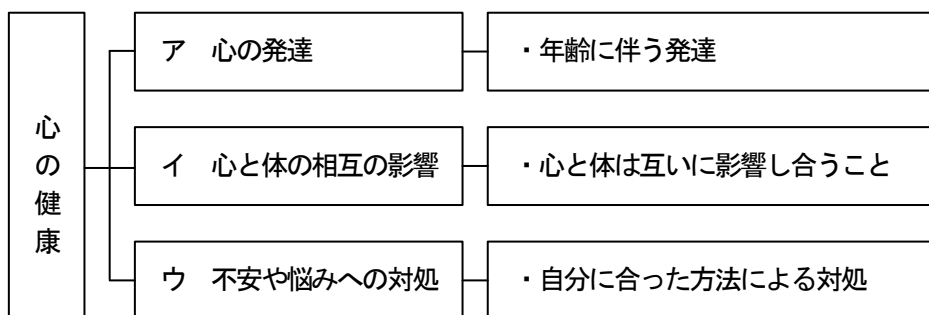 心の健康
ア　心の発達
・年齢に伴う発達
イ　心と体の相互の影響
・心と体は互いに影響し合うこと
ウ　不安や悩みへの対処
・自分に合った方法による対処